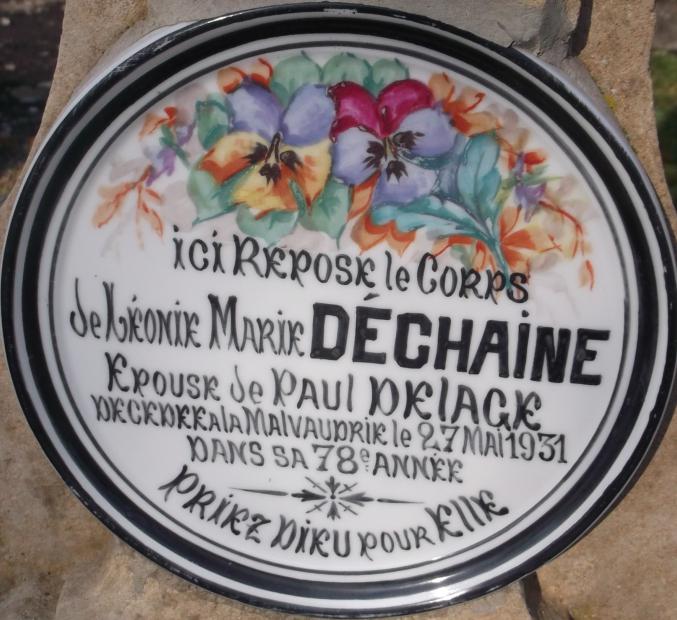 ici REPOSE le CORPS
de LÉONIE MARIE DÉCHAINE
EPOUSE de PAUL DELAGE
DECEDEE a la MALVAUDRIE le 27 MAI 1931
DANS SA 78e ANNÉE
PRIEZ DIEU POUR ELLE